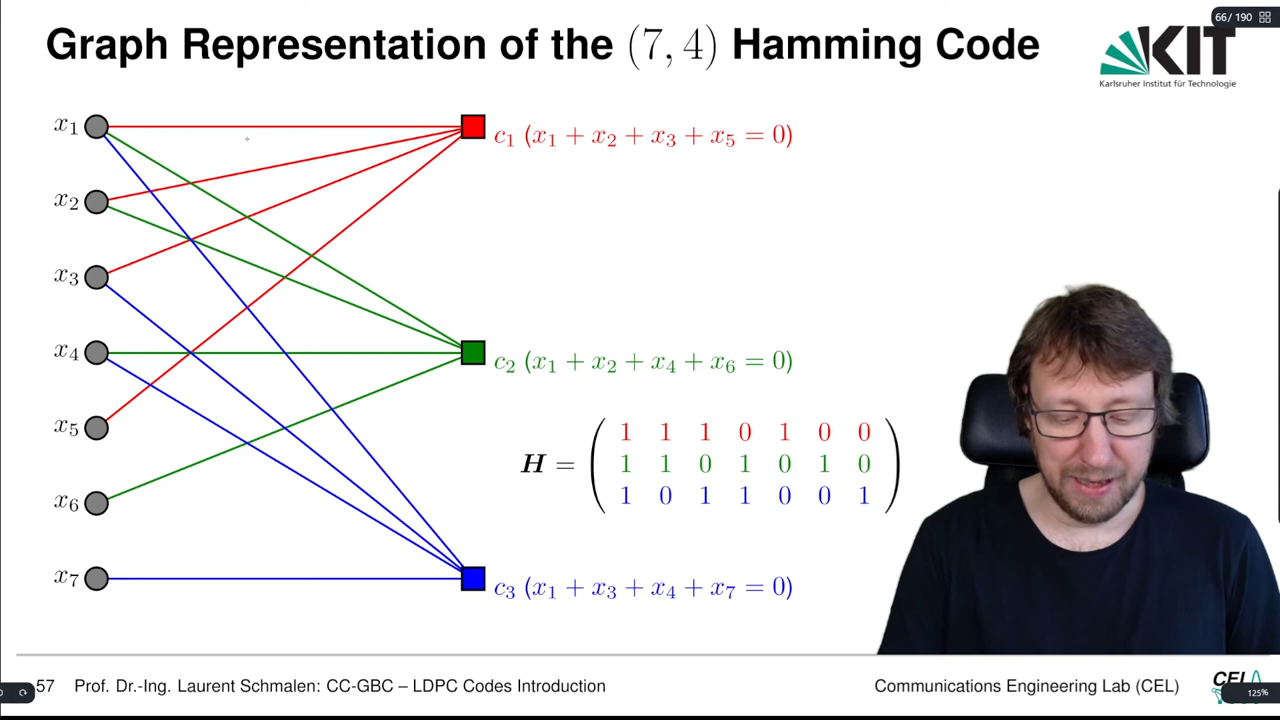 66 / 190
Graph Representation of the (7, 4) Hamming Code
KIT
Karlsruher Institut für Technologie
x₁
c₁ (x₁ + x₂ + x₃ + x₅ = 0)
x₂
x₃
x₄
c₂ (x₁ + x₂ + x₄ + x₆ = 0)
x₅
H =
1 1 1 0 1 0 0
1 1 0 1 0 1 0
1 0 1 1 0 0 1
x₆
x₇
c₃ (x₁ + x₃ + x₄ + x₇ = 0)
57 Prof. Dr.-Ing. Laurent Schmalen: CC-GBC – LDPC Codes Introduction
Communications Engineering Lab (CEL)
125%